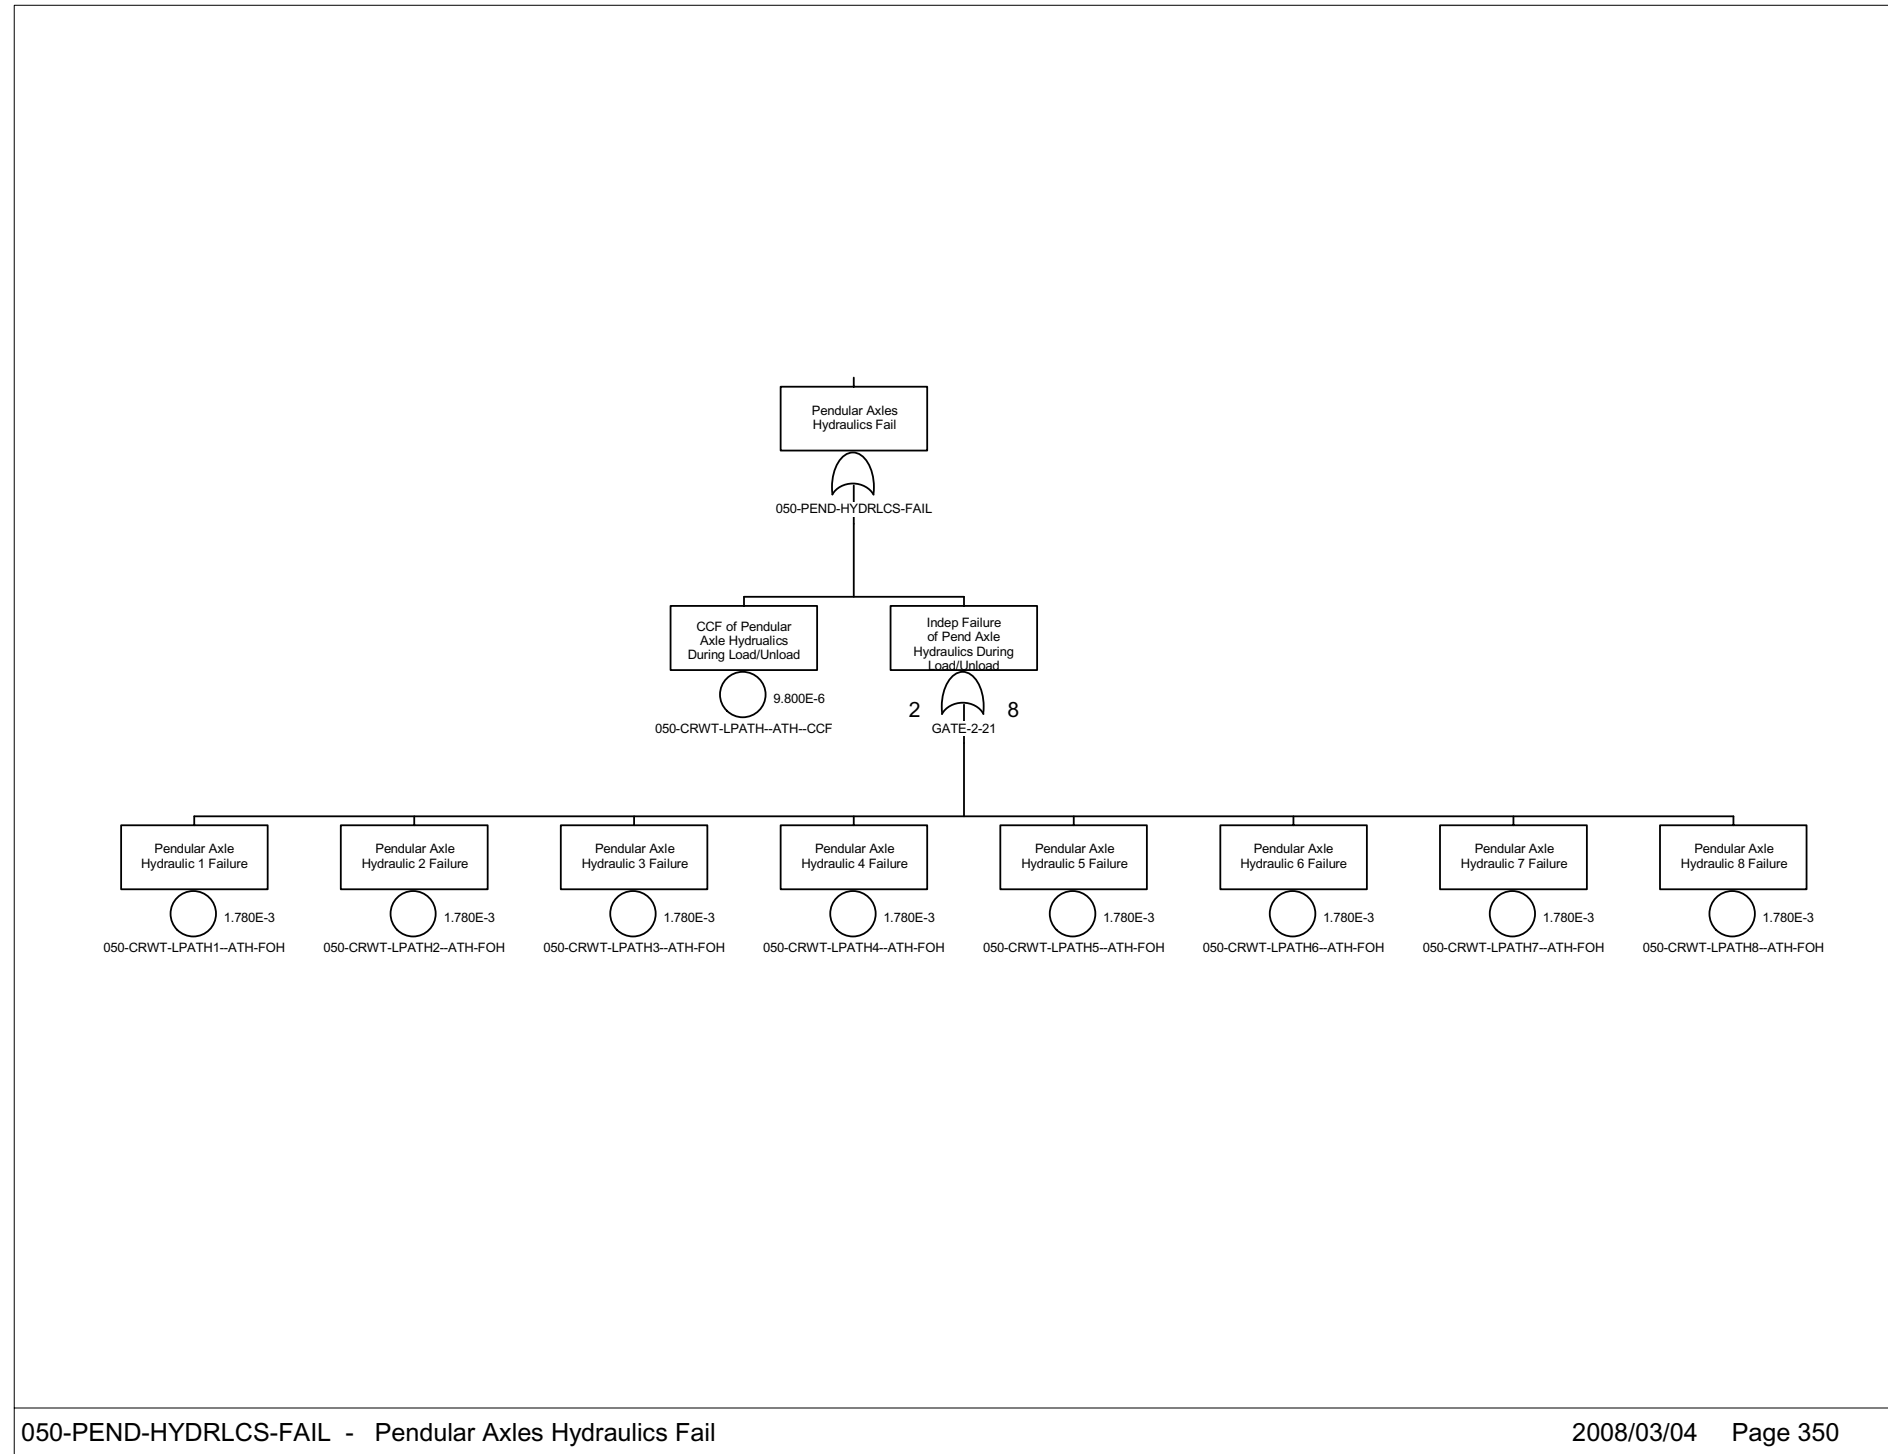 Pendular Axles
Hydraulics Fail
050-PEND-HYDRLCS-FAIL
CCF of Pendular
Axle Hydrualics
During Load/Unload
9.800E-6
050-CRWT-LPATH--ATH--CCF
Indep Failure
of Pend Axle
Hydraulics During
Load/Unload
2
8
GATE-2-21
Pendular Axle
Hydraulic 1 Failure
1.780E-3
050-CRWT-LPATH1--ATH-FOH
Pendular Axle
Hydraulic 2 Failure
1.780E-3
050-CRWT-LPATH2--ATH-FOH
Pendular Axle
Hydraulic 3 Failure
1.780E-3
050-CRWT-LPATH3--ATH-FOH
Pendular Axle
Hydraulic 4 Failure
1.780E-3
050-CRWT-LPATH4--ATH-FOH
Pendular Axle
Hydraulic 5 Failure
1.780E-3
050-CRWT-LPATH5--ATH-FOH
Pendular Axle
Hydraulic 6 Failure
1.780E-3
050-CRWT-LPATH6--ATH-FOH
Pendular Axle
Hydraulic 7 Failure
1.780E-3
050-CRWT-LPATH7--ATH-FOH
Pendular Axle
Hydraulic 8 Failure
1.780E-3
050-CRWT-LPATH8--ATH-FOH
050-PEND-HYDRLCS-FAIL - Pendular Axles Hydraulics Fail
2008/03/04 Page 350